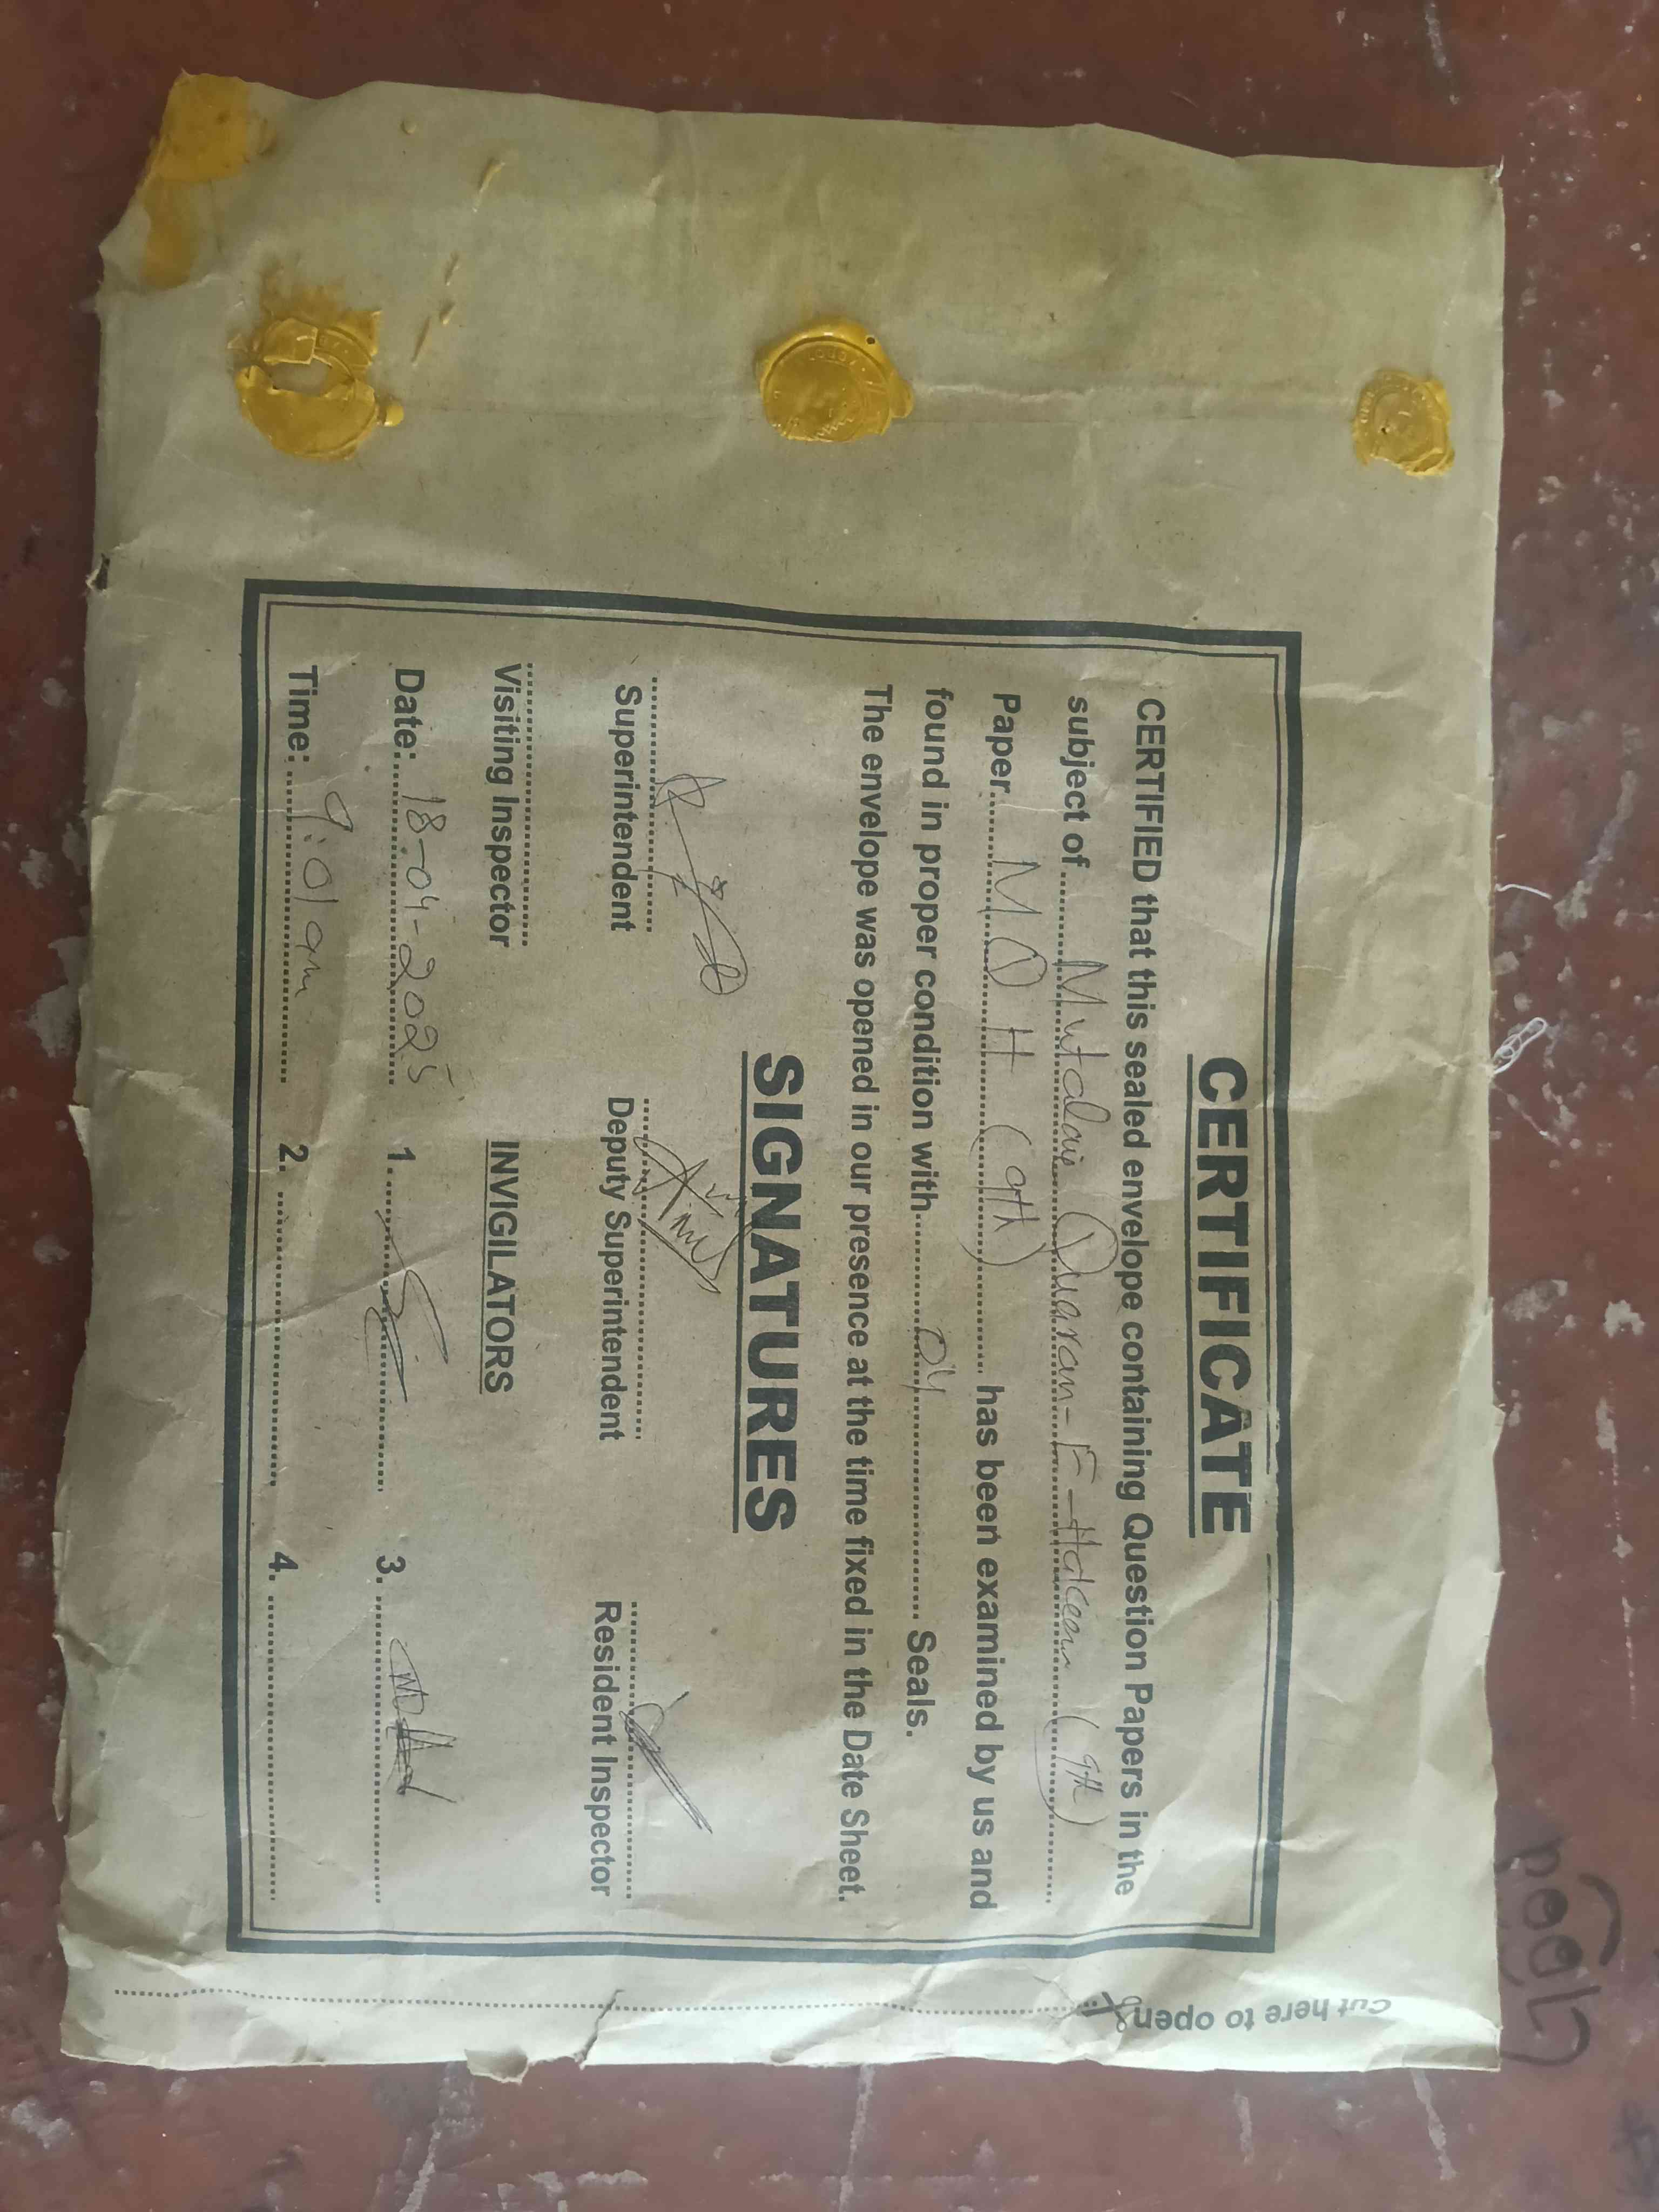 CERTIFICATE
CERTIFIED that this sealed envelope containing Question Papers in the
subject of Mutalaie Quaran-E-Hakeem (9th)
Paper M Q H (9th) has been examined by us and
found in proper condition with 04 Seals.
The envelope was opened in our presence at the time fixed in the Date Sheet.
SIGNATURES
Superintendent Deputy Superintendent Resident Inspector
Visiting Inspector INVIGILATORS
Date: 18-04-2025 1. 3.
Time: 9:01 am 2. 4.
Cut here to open